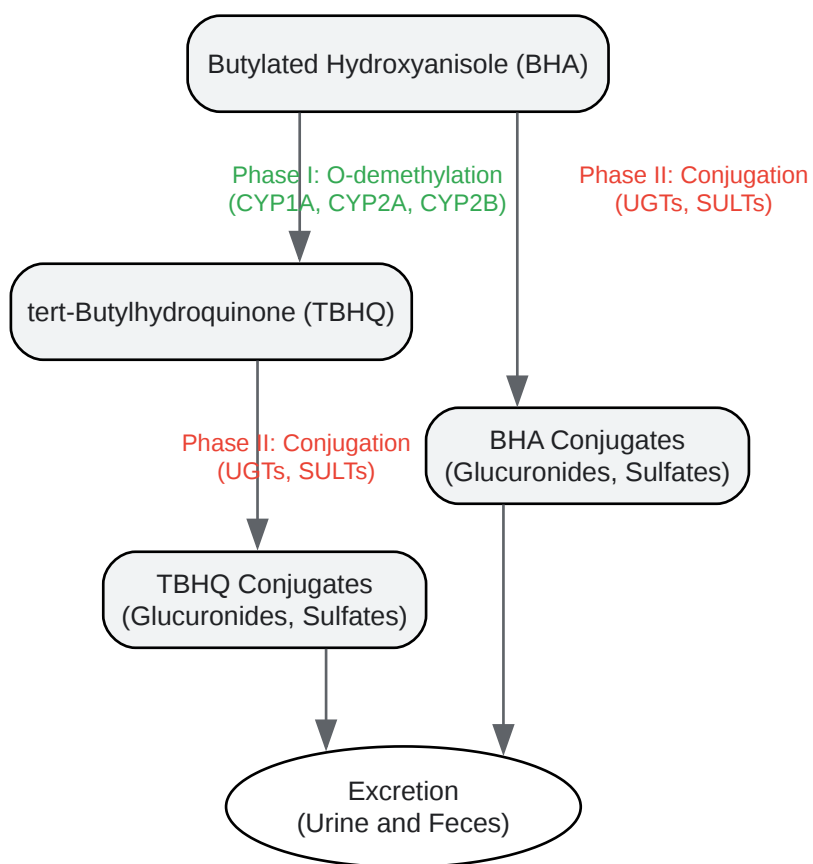 Butylated Hydroxyanisole (BHA)
Phase I: O-demethylation
(CYP1A, CYP2A, CYP2B)
Phase II: Conjugation
(UGTs, SULTs)
tert-Butylhydroquinone (TBHQ)
Phase II: Conjugation
(UGTs, SULTs)
BHA Conjugates
(Glucuronides, Sulfates)
TBHQ Conjugates
(Glucuronides, Sulfates)
Excretion
(Urine and Feces)